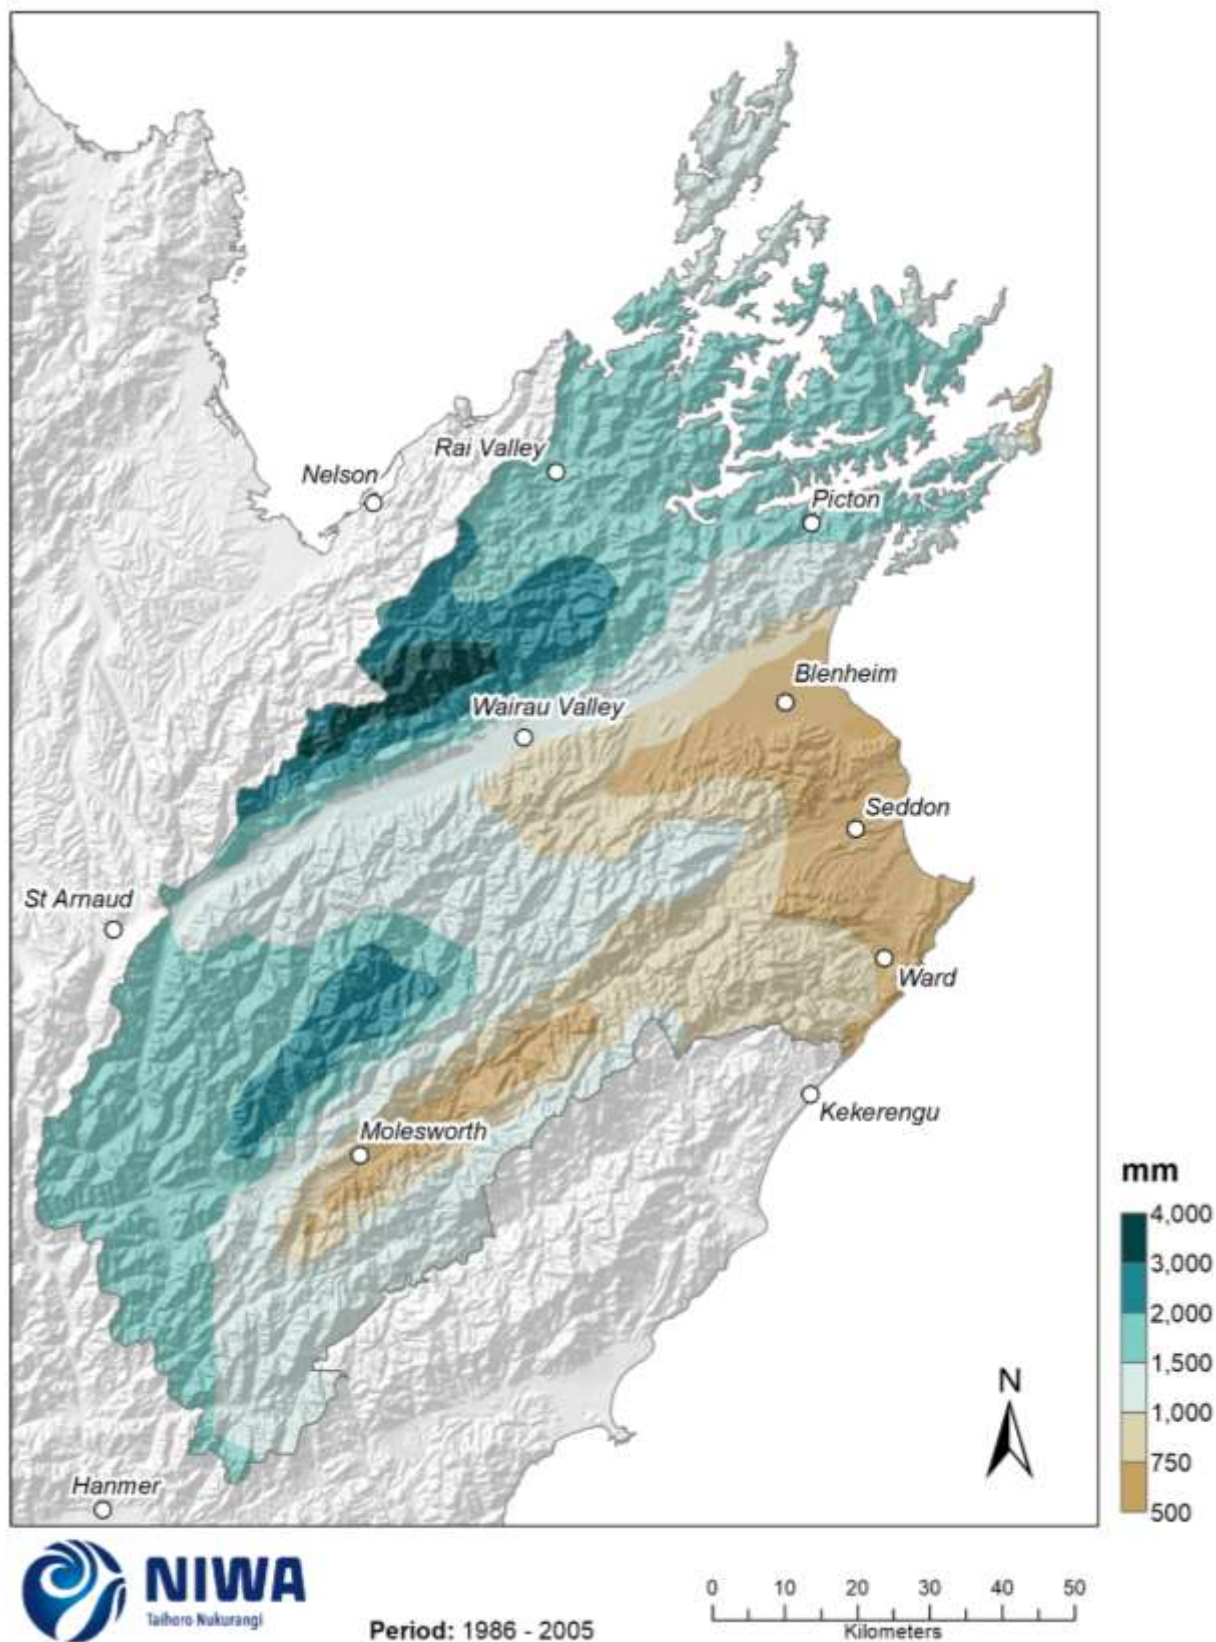 Rai Valley
Nelson
Picton
Blenheim
Wairau Valley
Seddon
St Arnaud
Ward
Kekerengu
Molesworth
mm
4,000
3,000
2,000
1,500
1,000
750
500
N
Hanmer
NIWA
Taihoro Nukurangi
Period: 1986 - 2005
0 10 20 30 40 50
Kilometers